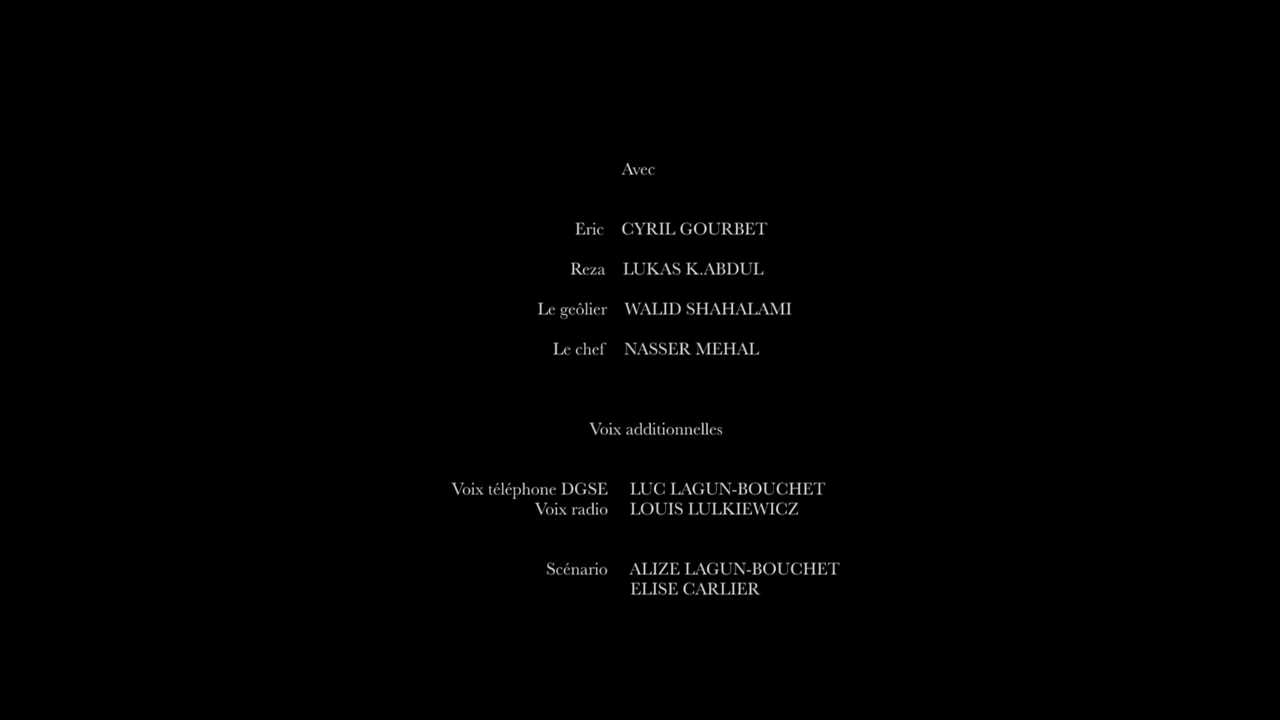 Avec
Eric CYRIL GOURBET
Reza LUKAS K.ABDUL
Le geôlier WALID SHAHALAMI
Le chef NASSER MEHAL
Voix additionnelles
Voix téléphone DGSE LUC LAGUN-BOUCHET
Voix radio LOUIS LULKIEWICZ
Scénario ALIZE LAGUN-BOUCHET
ELISE CARLIER